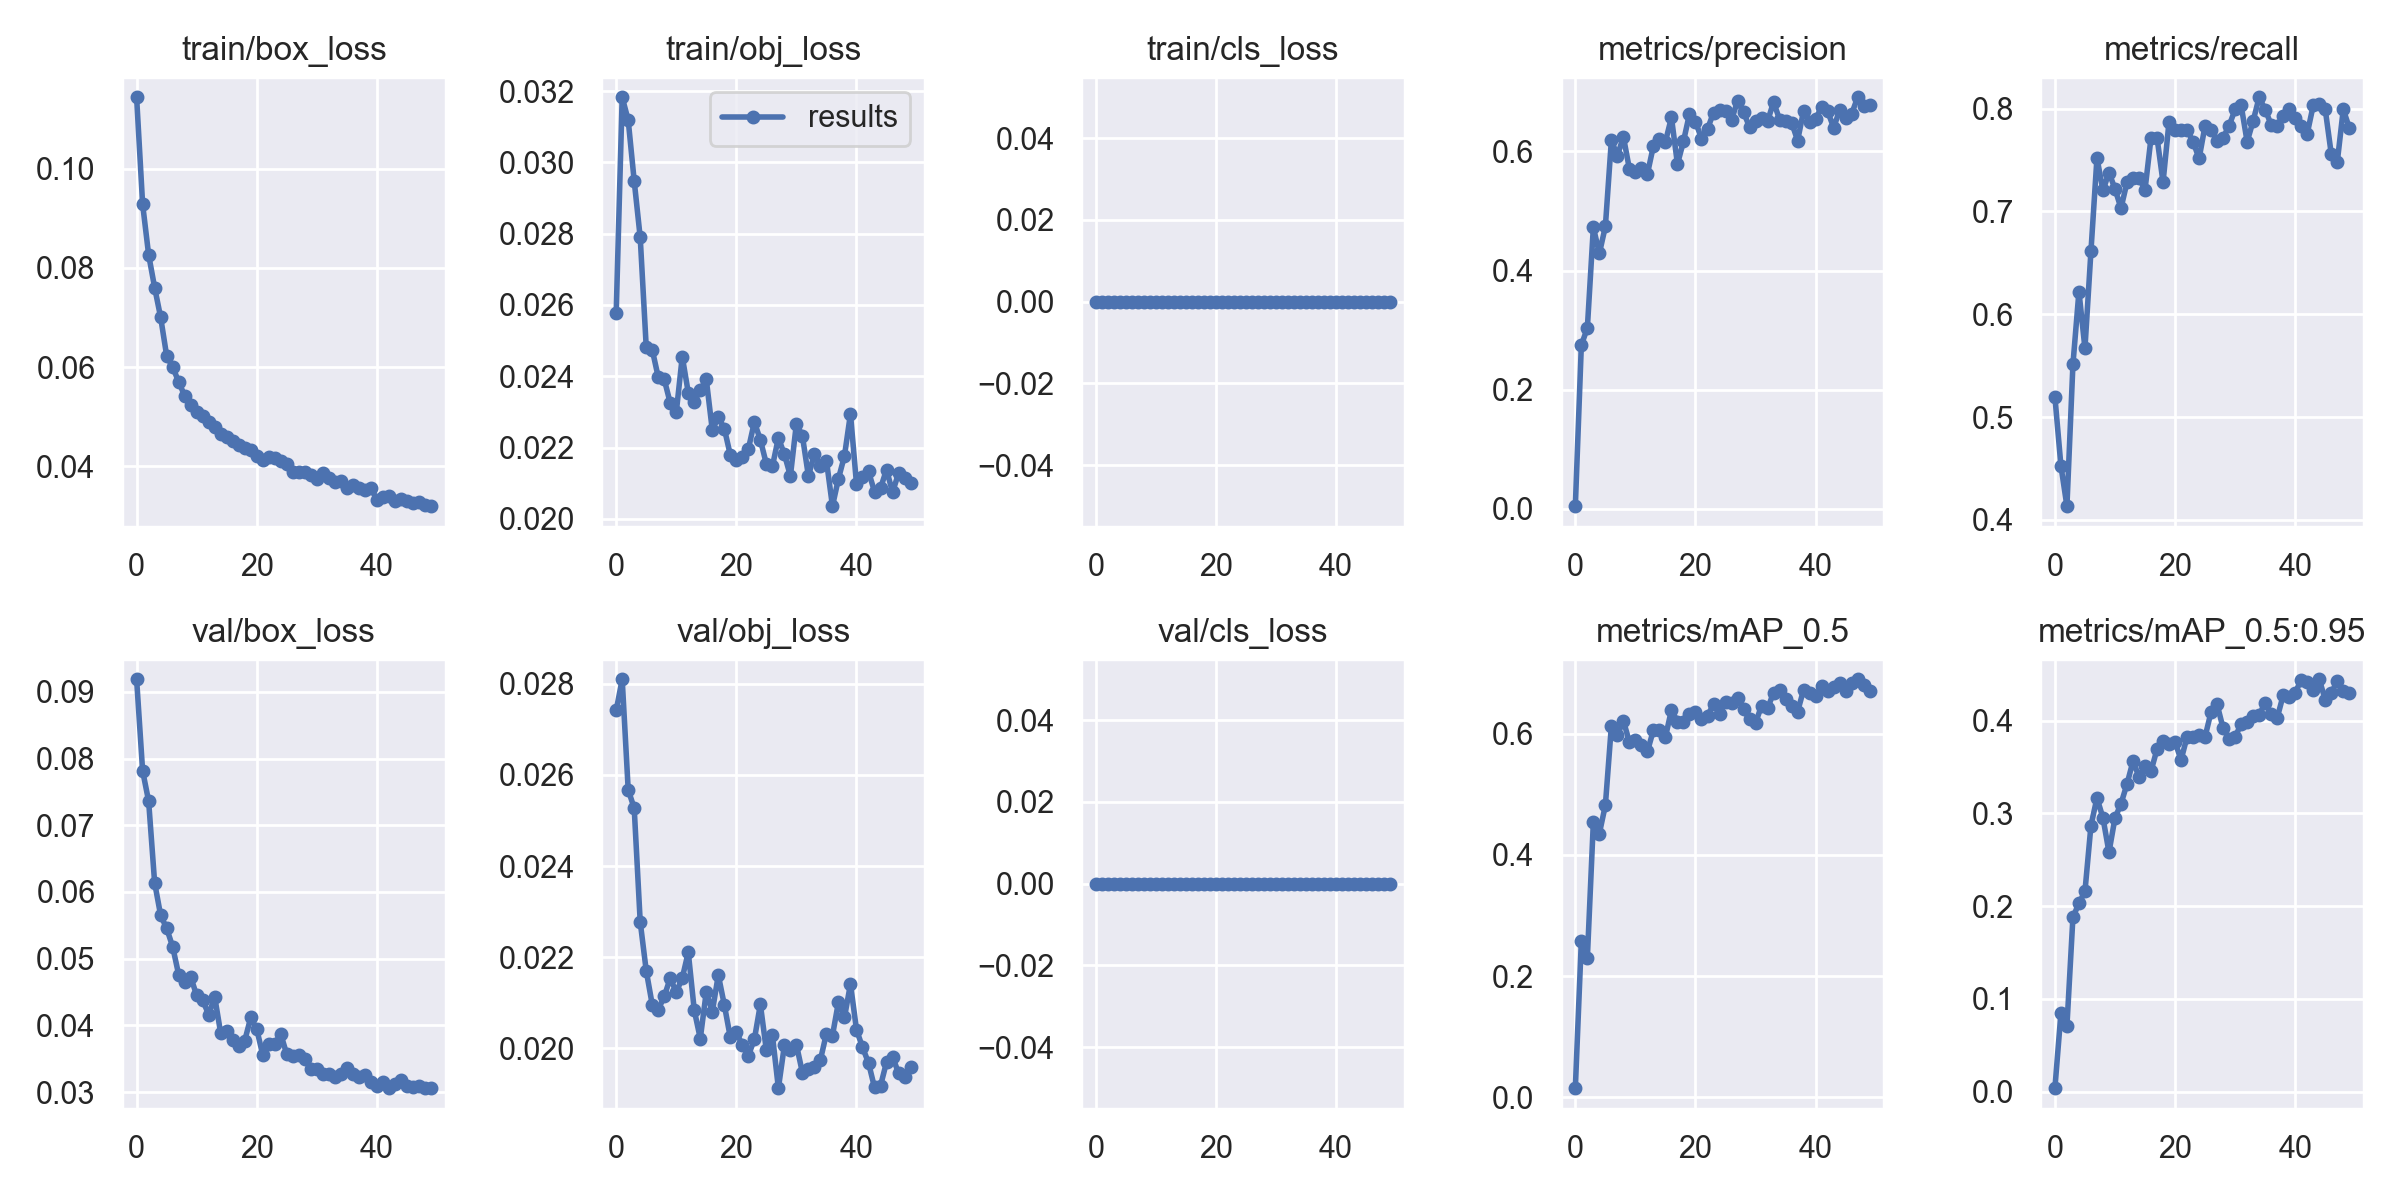 train/box_loss
0.10
0.08
0.06
0.04
0 20 40
train/obj_loss
results
0.032
0.030
0.028
0.026
0.024
0.022
0.020
0 20 40
train/cls_loss
0.04
0.02
0.00
−0.02
−0.04
0 20 40
metrics/precision
0.6
0.4
0.2
0.0
0 20 40
metrics/recall
0.8
0.7
0.6
0.5
0.4
0 20 40
val/box_loss
0.09
0.08
0.07
0.06
0.05
0.04
0.03
0 20 40
val/obj_loss
0.028
0.026
0.024
0.022
0.020
0 20 40
val/cls_loss
0.04
0.02
0.00
−0.02
−0.04
0 20 40
metrics/mAP_0.5
0.6
0.4
0.2
0.0
0 20 40
metrics/mAP_0.5:0.95
0.4
0.3
0.2
0.1
0.0
0 20 40